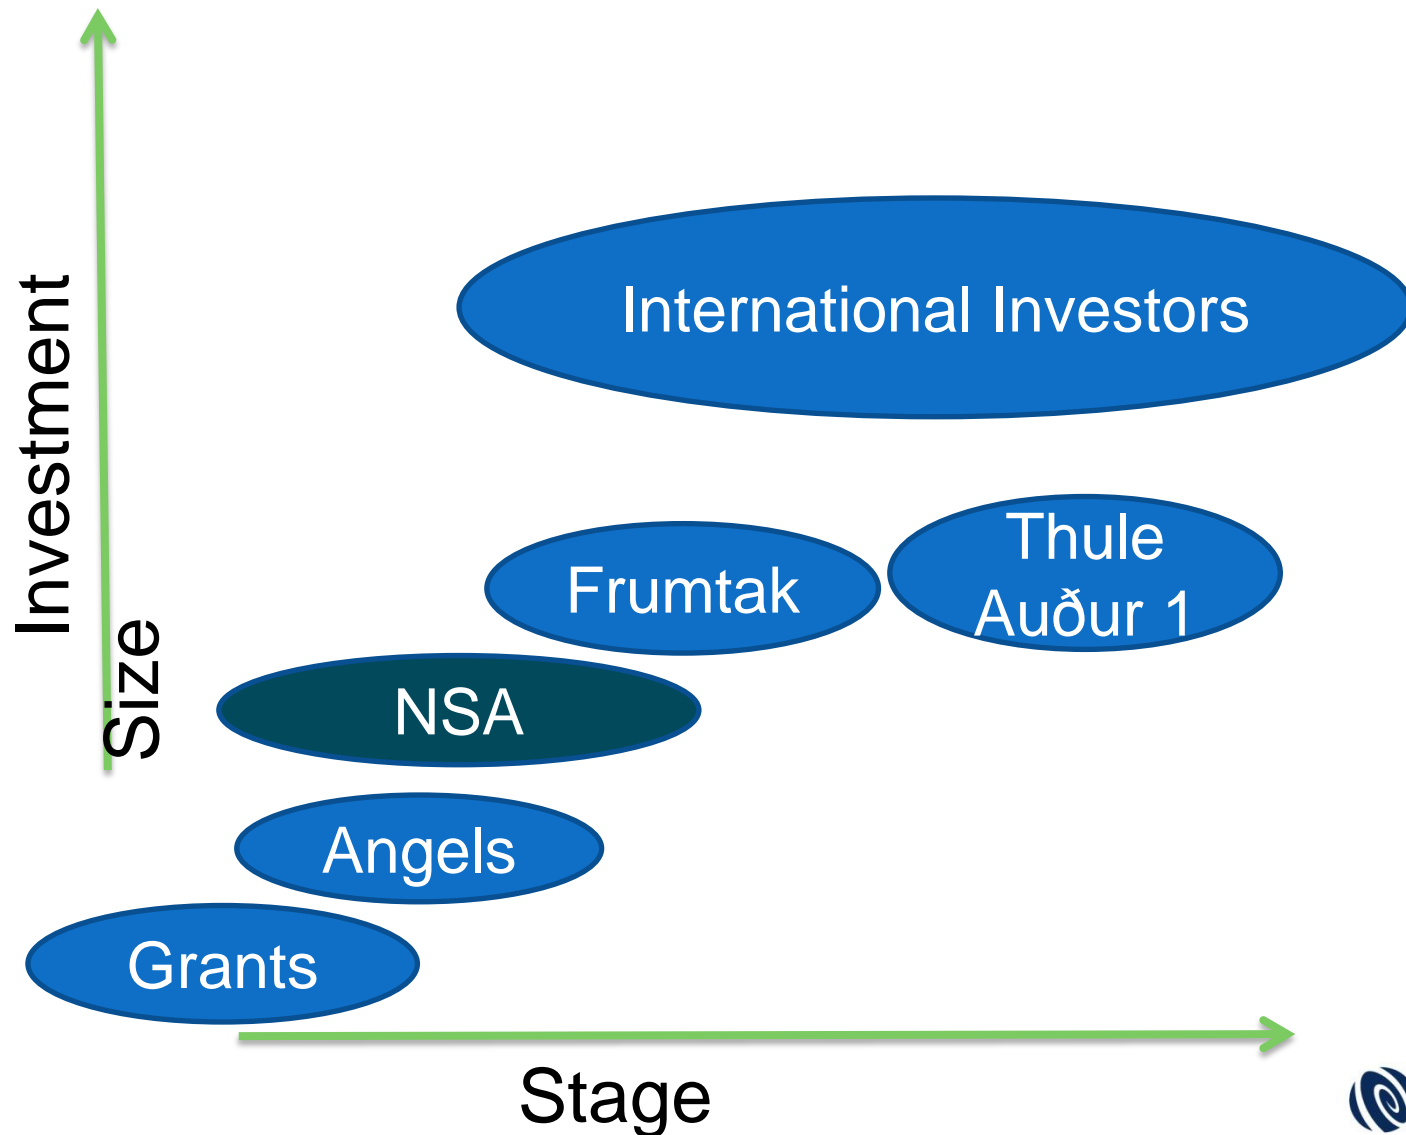 Investment
Size
International Investors
Thule
Auður 1
Frumtak
NSA
Angels
Grants
Stage